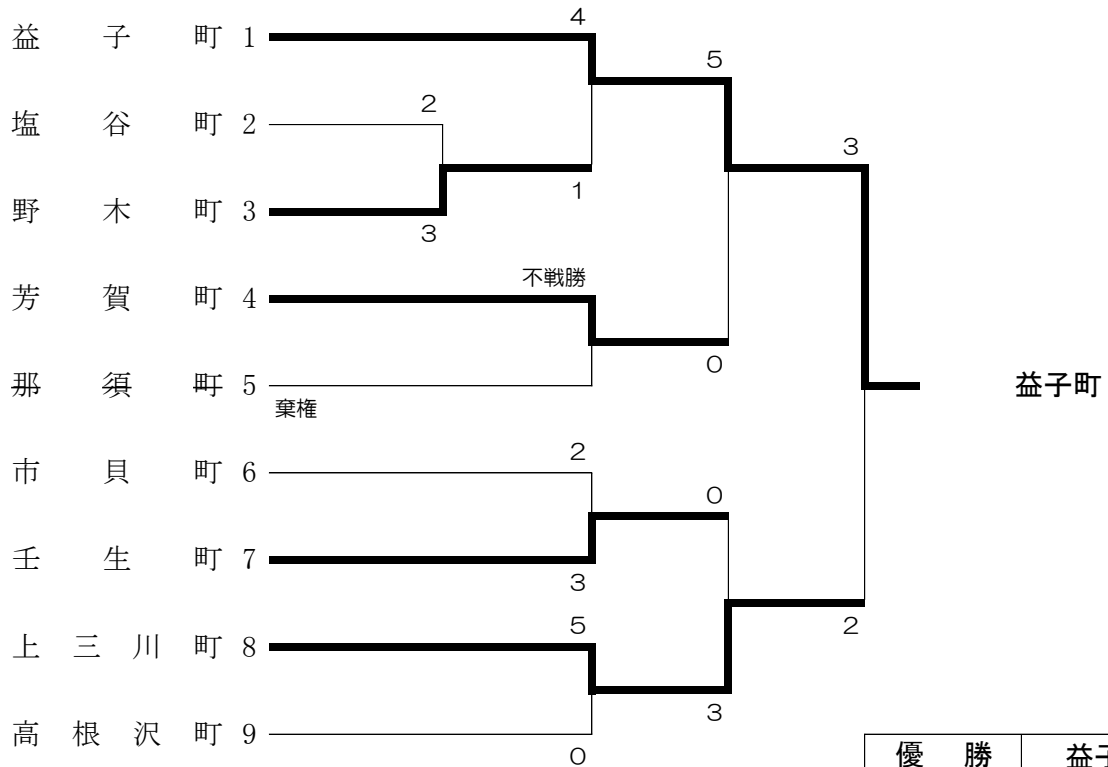 4
益子町 1
5
2
塩谷町 2
3
1
野木町 3
3
不戦勝
芳賀町 4
0
那須町 5
益子町
棄権
2
市貝町 6
0
壬生町 7
3
5
2
上三川町 8
3
高根沢町 9
0
優勝 益子